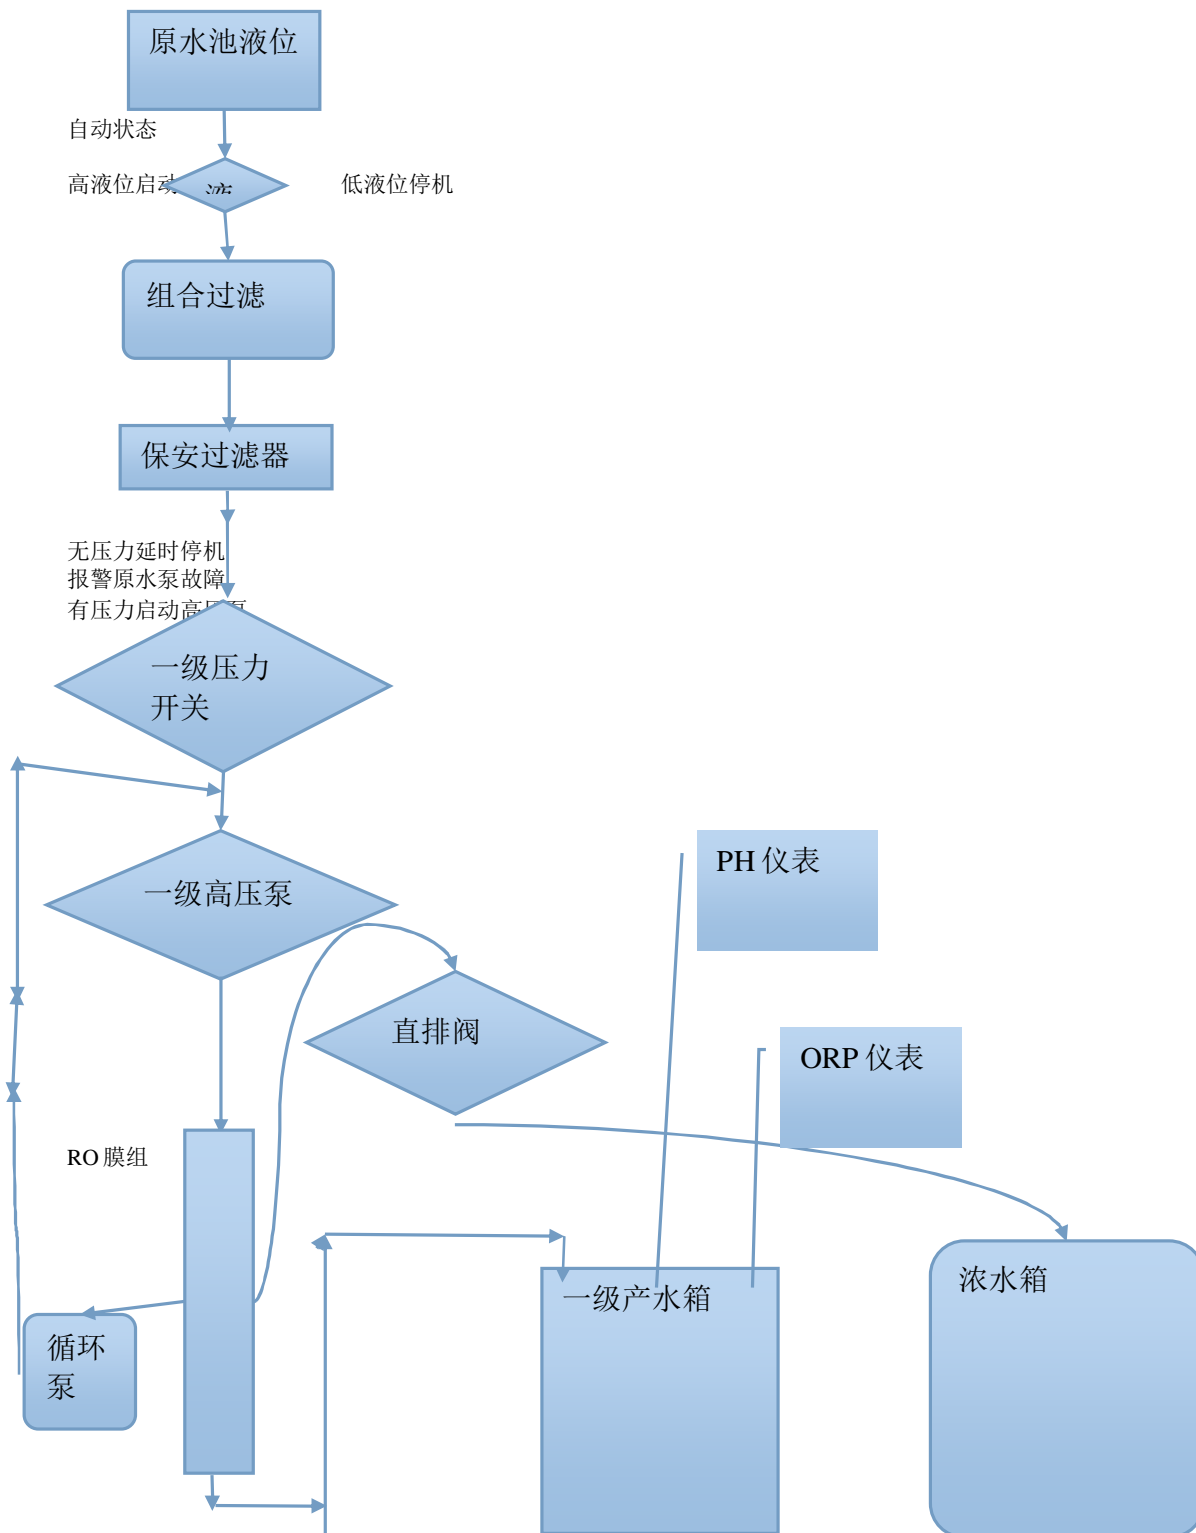 原水池液位
自动状态
高液位启动
液
低液位停机
组合过滤
保安过滤器
无压力延时停机
报警原水泵故障
有压力启动高压泵
一级压力
开关
一级高压泵
PH 仪表
直排阀
ORP 仪表
RO 膜组
一级产水箱
浓水箱
循环
泵